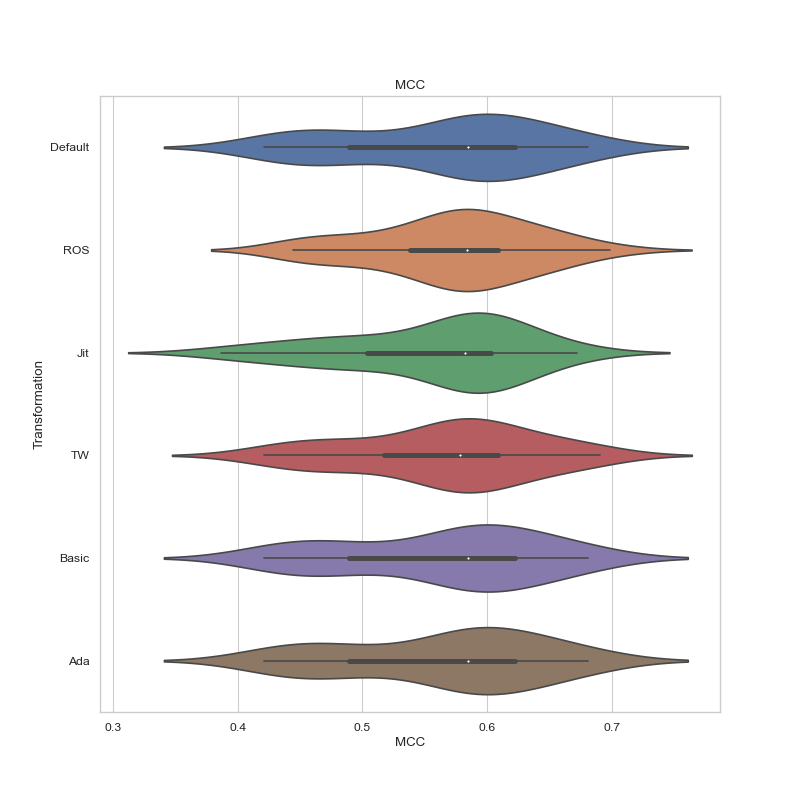 MCC
Default
ROS
Jit
TW
Basic
Ada
Transformation
0.3 0.4 0.5 0.6 0.7
MCC